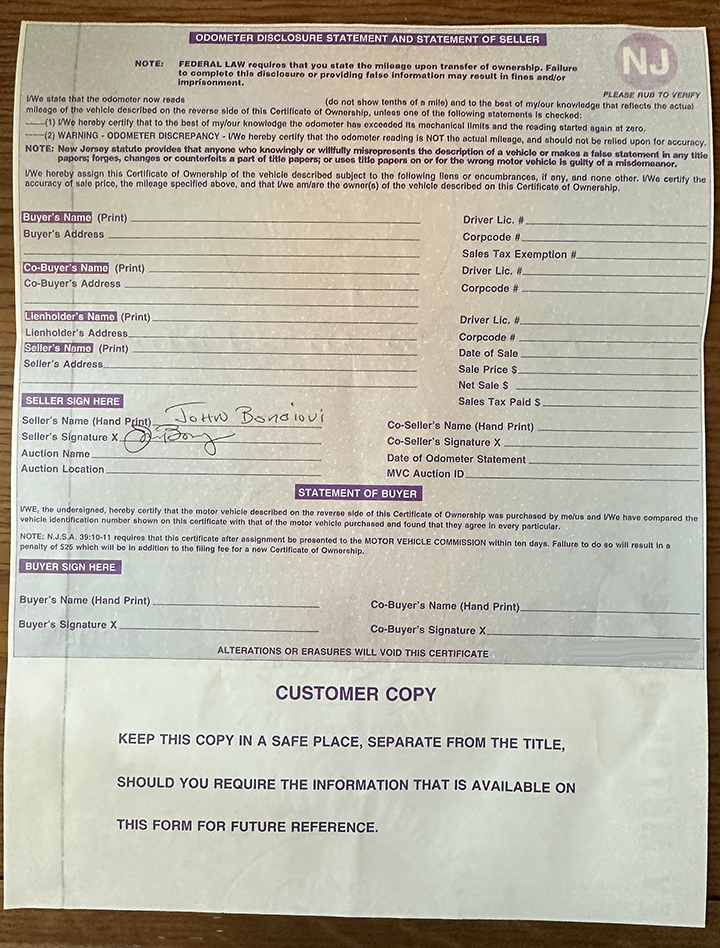 ODOMETER DISCLOSURE STATEMENT AND STATEMENT OF SELLER
NJ
NOTE: FEDERAL LAW requires that you state the mileage upon transfer of ownership. Failure
to complete this disclosure or providing false information may result in fines and/or
imprisonment.
PLEASE RUB TO VERIFY
I/We state that the odometer now reads (do not show tenths of a mile) and to the best of my/our knowledge that reflects the actual
mileage of the vehicle described on the reverse side of this Certificate of Ownership, unless one of the following statements is checked:
(1) I/We hereby certify that to the best of my/our knowledge the odometer has exceeded its mechanical limits and the reading started again at zero.
(2) WARNING - ODOMETER DISCREPANCY - I/We hereby certify that the odometer reading is NOT the actual mileage, and should not be relied upon for accuracy.
NOTE: New Jersey statute provides that anyone who knowingly or willfully misrepresents the description of a vehicle or makes a false statement in any title
papers; forges, changes or counterfeits a part of title papers; or uses title papers on or for the wrong motor vehicle is guilty of a misdemeanor.
I/We hereby assign this Certificate of Ownership of the vehicle described subject to the following liens or encumbrances, if any, and none other. I/We certify the
accuracy of sale price, the mileage specified above, and that I/we am/are the owner(s) of the vehicle described on this Certificate of Ownership.
Buyer's Name (Print) Driver Lic. #
Buyer's Address Corpcode #
Sales Tax Exemption #
Co-Buyer's Name (Print) Driver Lic. #
Co-Buyer's Address Corpcode #
Lienholder's Name (Print) Driver Lic. #
Lienholder's Address Corpcode #
Seller's Name (Print) Date of Sale
Seller's Address Sale Price $
Net Sale $
SELLER SIGN HERE Sales Tax Paid $
Seller's Name (Hand Print) John Bongiovi Co-Seller's Name (Hand Print)
Seller's Signature X Co-Seller's Signature X
Auction Name Date of Odometer Statement
Auction Location MVC Auction ID
STATEMENT OF BUYER
I/WE, the undersigned, hereby certify that the motor vehicle described on the reverse side of this Certificate of Ownership was purchased by me/us and I/We have compared the
vehicle identification number shown on this certificate with that of the motor vehicle purchased and found that they agree in every particular.
NOTE: N.J.S.A. 39:10-11 requires that this certificate after assignment be presented to the MOTOR VEHICLE COMMISSION within ten days. Failure to do so will result in a
penalty of $25 which will be in addition to the filing fee for a new Certificate of Ownership.
BUYER SIGN HERE
Buyer's Name (Hand Print) Co-Buyer's Name (Hand Print)
Buyer's Signature X Co-Buyer's Signature X
ALTERATIONS OR ERASURES WILL VOID THIS CERTIFICATE
CUSTOMER COPY
KEEP THIS COPY IN A SAFE PLACE, SEPARATE FROM THE TITLE,
SHOULD YOU REQUIRE THE INFORMATION THAT IS AVAILABLE ON
THIS FORM FOR FUTURE REFERENCE.